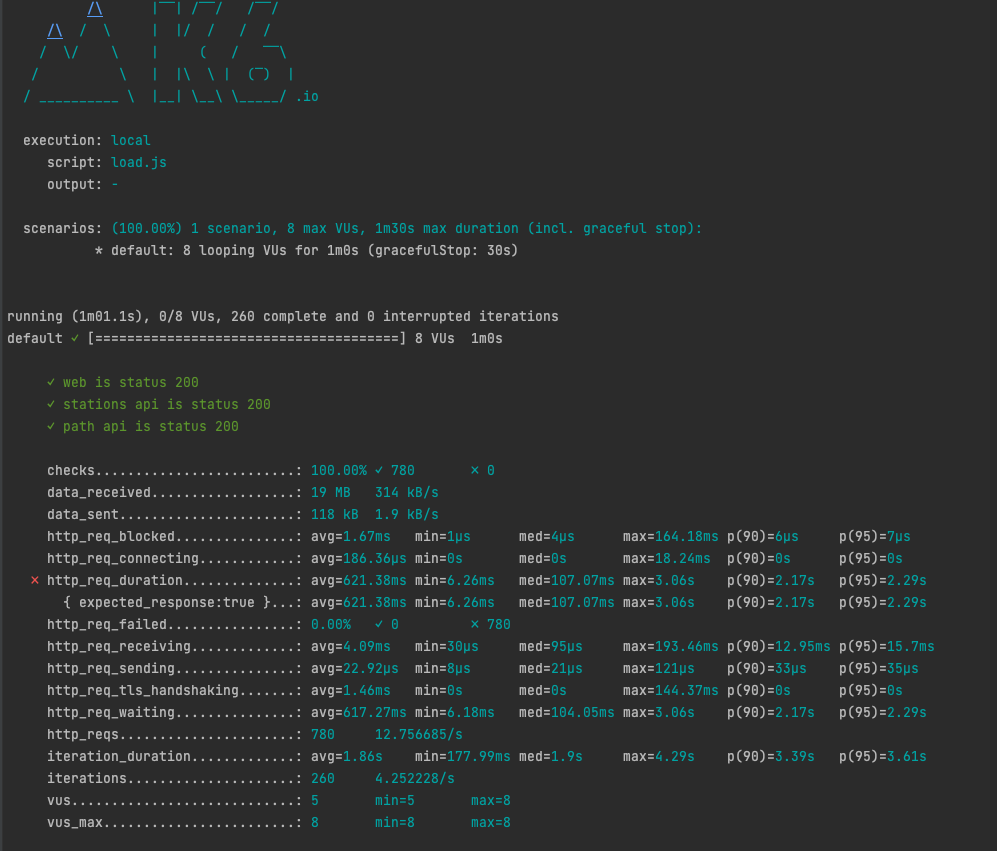 /\ |‾‾| /‾‾/ /‾‾/
/\ / \ | |/ / / /
/ \/ \ | ( / ‾‾\
/ \ | |\ \ | (‾) |
/ __________ \ |__| \__\ \_____/ .io
execution: local
script: load.js
output: -
scenarios: (100.00%) 1 scenario, 8 max VUs, 1m30s max duration (incl. graceful stop):
* default: 8 looping VUs for 1m0s (gracefulStop: 30s)
running (1m01.1s), 0/8 VUs, 260 complete and 0 interrupted iterations
default ✓ [======================================] 8 VUs 1m0s
✓ web is status 200
✓ stations api is status 200
✓ path api is status 200
checks.........................: 100.00% ✓ 780 ✗ 0
data_received..................: 19 MB 314 kB/s
data_sent......................: 118 kB 1.9 kB/s
http_req_blocked...............: avg=1.67ms min=1µs med=4µs max=164.18ms p(90)=6µs p(95)=7µs
http_req_connecting............: avg=186.36µs min=0s med=0s max=18.24ms p(90)=0s p(95)=0s
✗ http_req_duration..............: avg=621.38ms min=6.26ms med=107.07ms max=3.06s p(90)=2.17s p(95)=2.29s
{ expected_response:true }...: avg=621.38ms min=6.26ms med=107.07ms max=3.06s p(90)=2.17s p(95)=2.29s
http_req_failed................: 0.00% ✓ 0 ✗ 780
http_req_receiving.............: avg=4.09ms min=30µs med=95µs max=193.46ms p(90)=12.95ms p(95)=15.7ms
http_req_sending...............: avg=22.92µs min=8µs med=21µs max=121µs p(90)=33µs p(95)=35µs
http_req_tls_handshaking.......: avg=1.46ms min=0s med=0s max=144.37ms p(90)=0s p(95)=0s
http_req_waiting...............: avg=617.27ms min=6.18ms med=104.05ms max=3.06s p(90)=2.17s p(95)=2.29s
http_reqs......................: 780 12.756685/s
iteration_duration.............: avg=1.86s min=177.99ms med=1.9s max=4.29s p(90)=3.39s p(95)=3.61s
iterations.....................: 260 4.252228/s
vus............................: 5 min=5 max=8
vus_max........................: 8 min=8 max=8